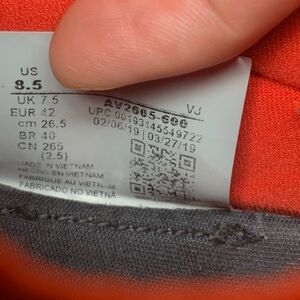 US
8.5
UK 7.5
EUR 42
cm 26.5
BR 40
CN 265
(2.5)
AV2605-600 VJ
UPC 00193145549722
02/06/19 03/27/19
MADE IN VIETNAM
HECHO EN VIETNAM
FABRIQUE AU VIETNAM
FABRICADO NO VIETNÃ